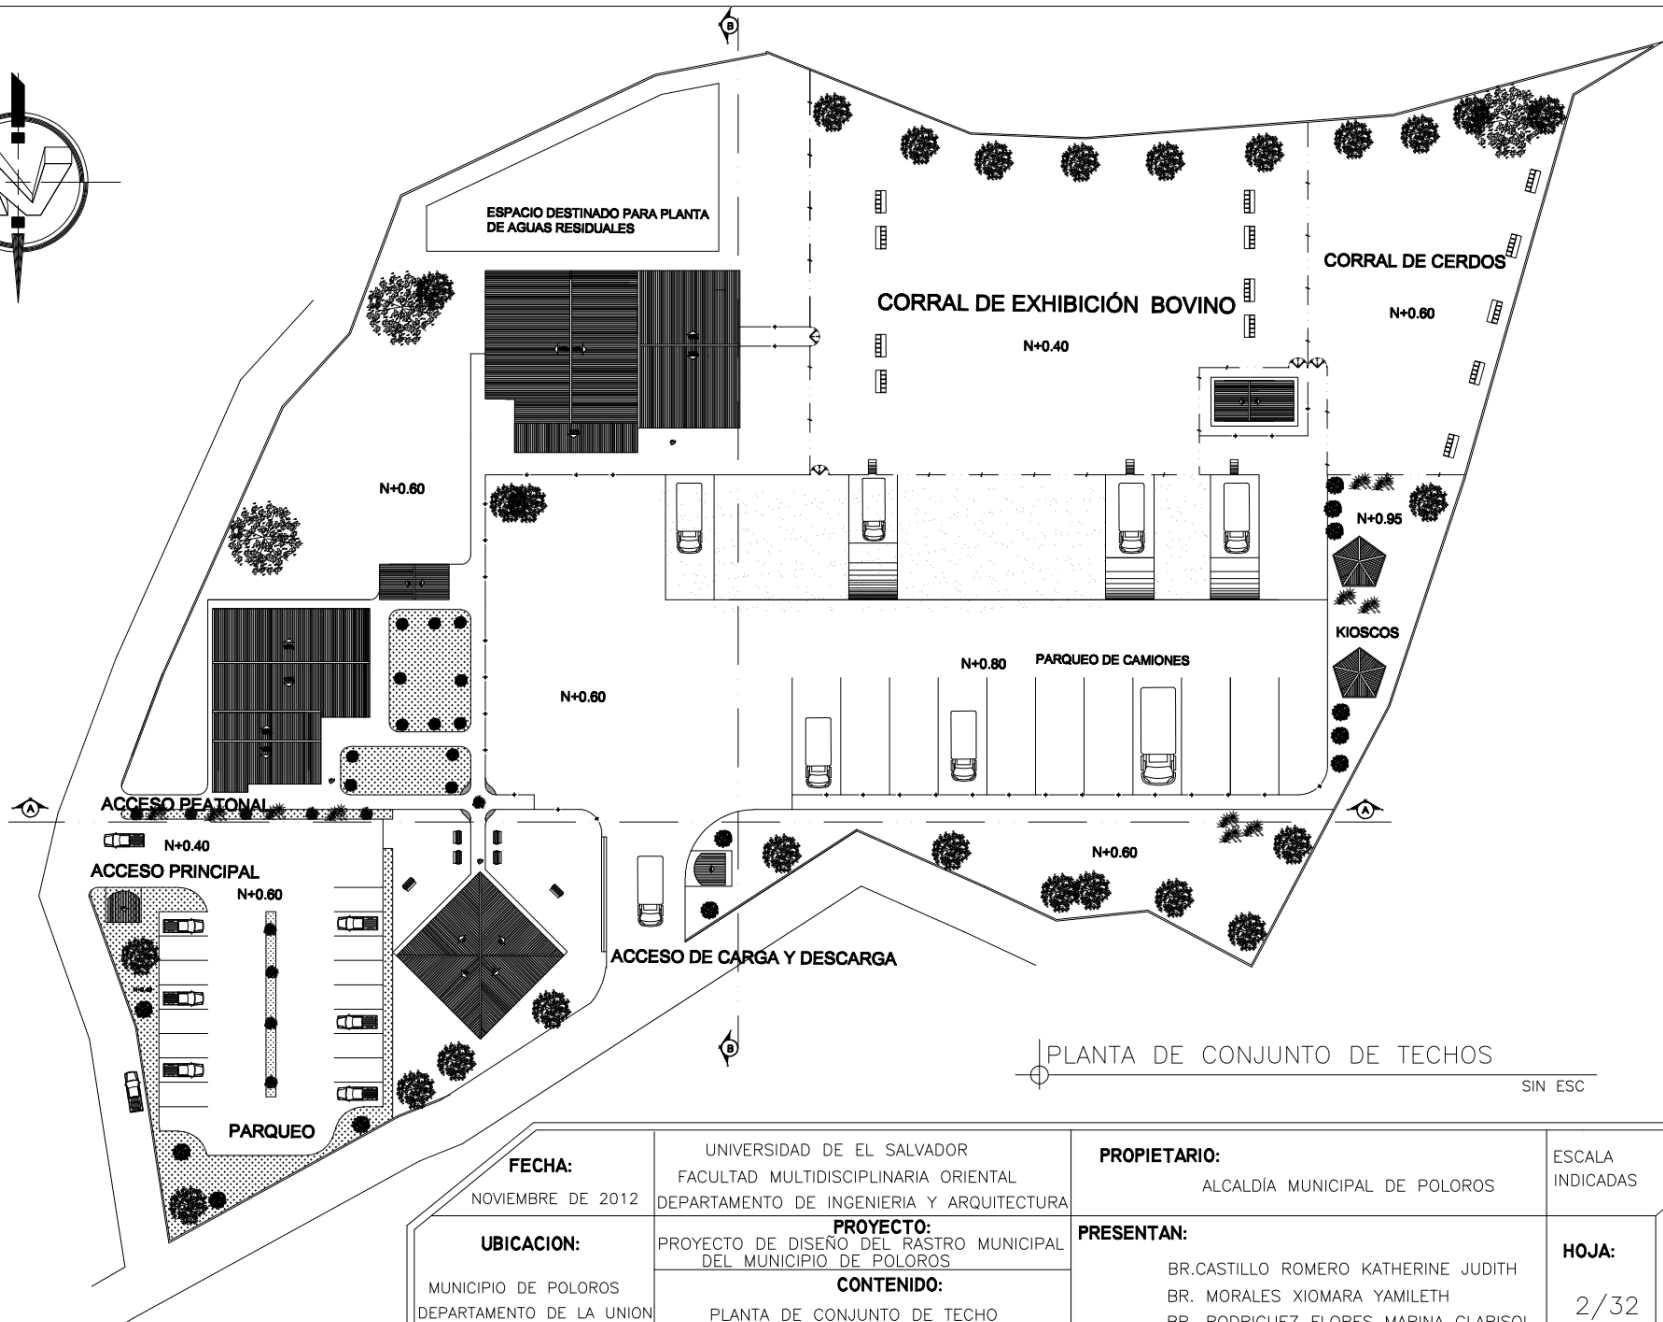 B
N
ESPACIO DESTINADO PARA PLANTA
DE AGUAS RESIDUALES
CORRAL DE CERDOS
CORRAL DE EXHIBICIÓN BOVINO
N+0.60
N+0.40
N+0.60
N+0.95
KIOSCOS
N+0.80
PARQUEO DE CAMIONES
N+0.60
ACCESO PEATONAL
A
A
N+0.40
N+0.60
ACCESO PRINCIPAL
N+0.60
ACCESO DE CARGA Y DESCARGA
B
PARQUEO
PLANTA DE CONJUNTO DE TECHOS
SIN ESC
FECHA:
NOVIEMBRE DE 2012
UNIVERSIDAD DE EL SALVADOR
FACULTAD MULTIDISCIPLINARIA ORIENTAL
DEPARTAMENTO DE INGENIERIA Y ARQUITECTURA
PROPIETARIO:
ALCALDÍA MUNICIPAL DE POLOROS
ESCALA
INDICADAS
UBICACION:
MUNICIPIO DE POLOROS
DEPARTAMENTO DE LA UNION
PROYECTO:
PROYECTO DE DISEÑO DEL RASTRO MUNICIPAL
DEL MUNICIPIO DE POLOROS
CONTENIDO:
PLANTA DE CONJUNTO DE TECHO
PRESENTAN:
BR.CASTILLO ROMERO KATHERINE JUDITH
BR. MORALES XIOMARA YAMILETH
BR. RODRIGUEZ FLORES MARINA CLARISOL
HOJA:
2/32